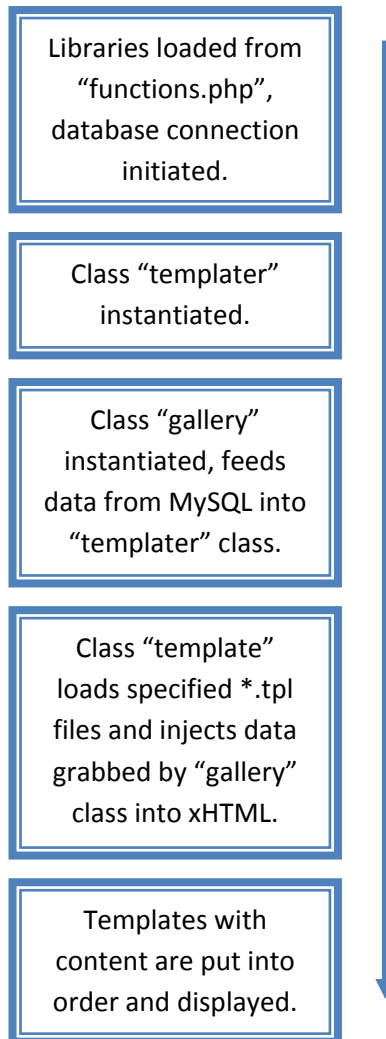 Libraries loaded from
“functions.php”,
database connection
initiated.
Class “templater”
instantiated.
Class “gallery”
instantiated, feeds
data from MySQL into
“templater” class.
Class “template”
loads specified *.tpl
files and injects data
grabbed by “gallery”
class into xHTML.
Templates with
content are put into
order and displayed.